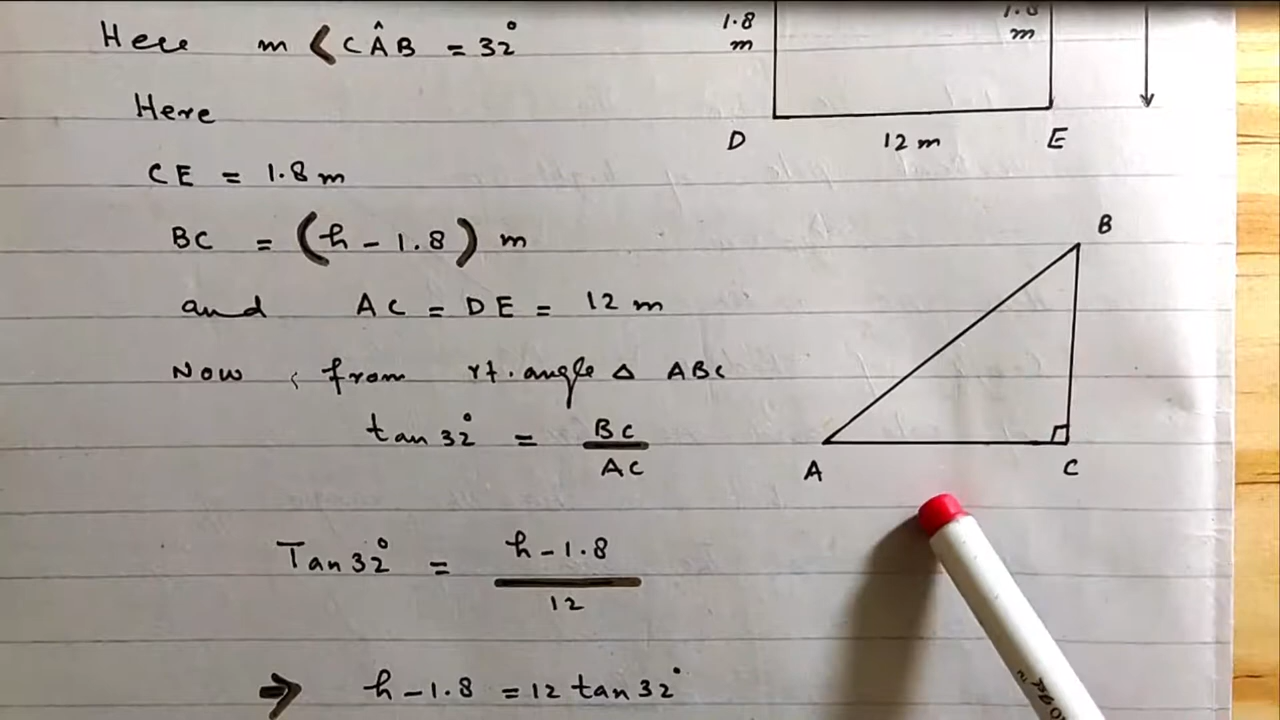 Here m <CÂB = 32°
Here
CE = 1.8 m
BC = (h - 1.8) m
and AC = DE = 12 m
Now, from rt. angle Δ ABC
tan 32° = BC
AC
Tan 32° = h - 1.8
12
→ h - 1.8 = 12 tan 32°
1.8
m
1.8
m
D 12 m E
B
A C